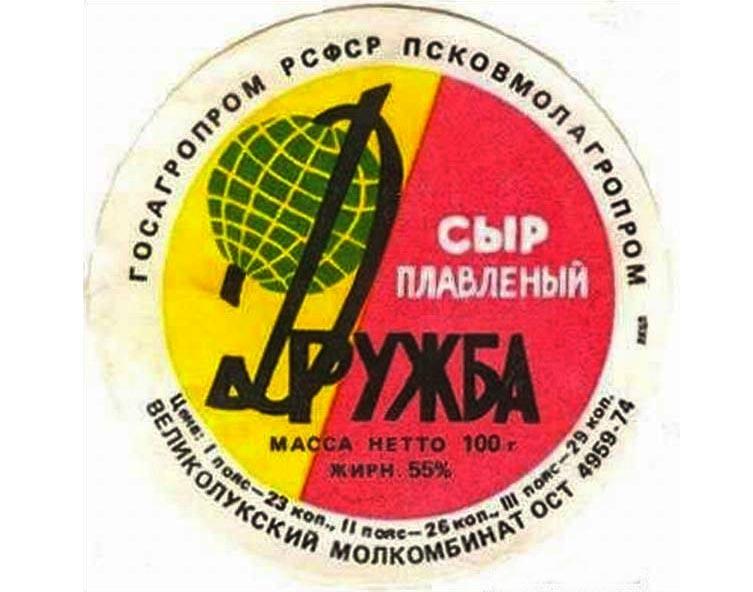 ГОСАГРОПРОМ РСФСР ПСКОВМОЛАГРОПРОМ
СЫР
ПЛАВЛЕНЫЙ
ДРУЖБА
МАССА НЕТТО 100 г
ЖИРН. 55%
Цена: I пояс—23 коп., II пояс—26 коп., III пояс—29 коп.
ВЕЛИКОЛУКСКИЙ МОЛКОМБИНАТ ОСТ 4959-74